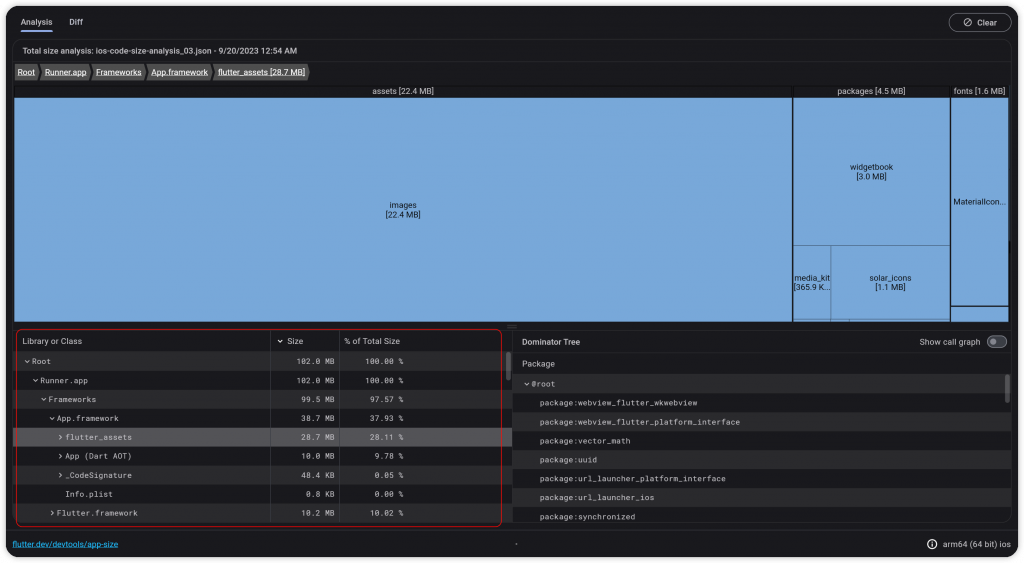 Analysis Diff Clear
Total size analysis: ios-code-size-analysis_03.json - 9/20/2023 12:54 AM
Root Runner.app Frameworks App.framework flutter_assets [28.7 MB]
assets [22.4 MB] packages [4.5 MB] fonts [1.6 MB]
widgetbook
[3.0 MB]
images
[22.4 MB]
MaterialIcon...
media_kit
[365.9 K...
solar_icons
[1.1 MB]
Library or Class Size % of Total Size
Root 102.0 MB 100.00 %
Runner.app 102.0 MB 100.00 %
Frameworks 99.5 MB 97.57 %
App.framework 38.7 MB 37.93 %
flutter_assets 28.7 MB 28.11 %
App (Dart AOT) 10.0 MB 9.78 %
_CodeSignature 48.4 KB 0.05 %
Info.plist 0.8 KB 0.00 %
Flutter.framework 10.2 MB 10.02 %
Dominator Tree Show call graph
Package
@root
package:webview_flutter_wkwebview
package:webview_flutter_platform_interface
package:vector_math
package:uuid
package:url_launcher_platform_interface
package:url_launcher_ios
package:synchronized
flutter.dev/devtools/app-size - arm64 (64 bit) ios